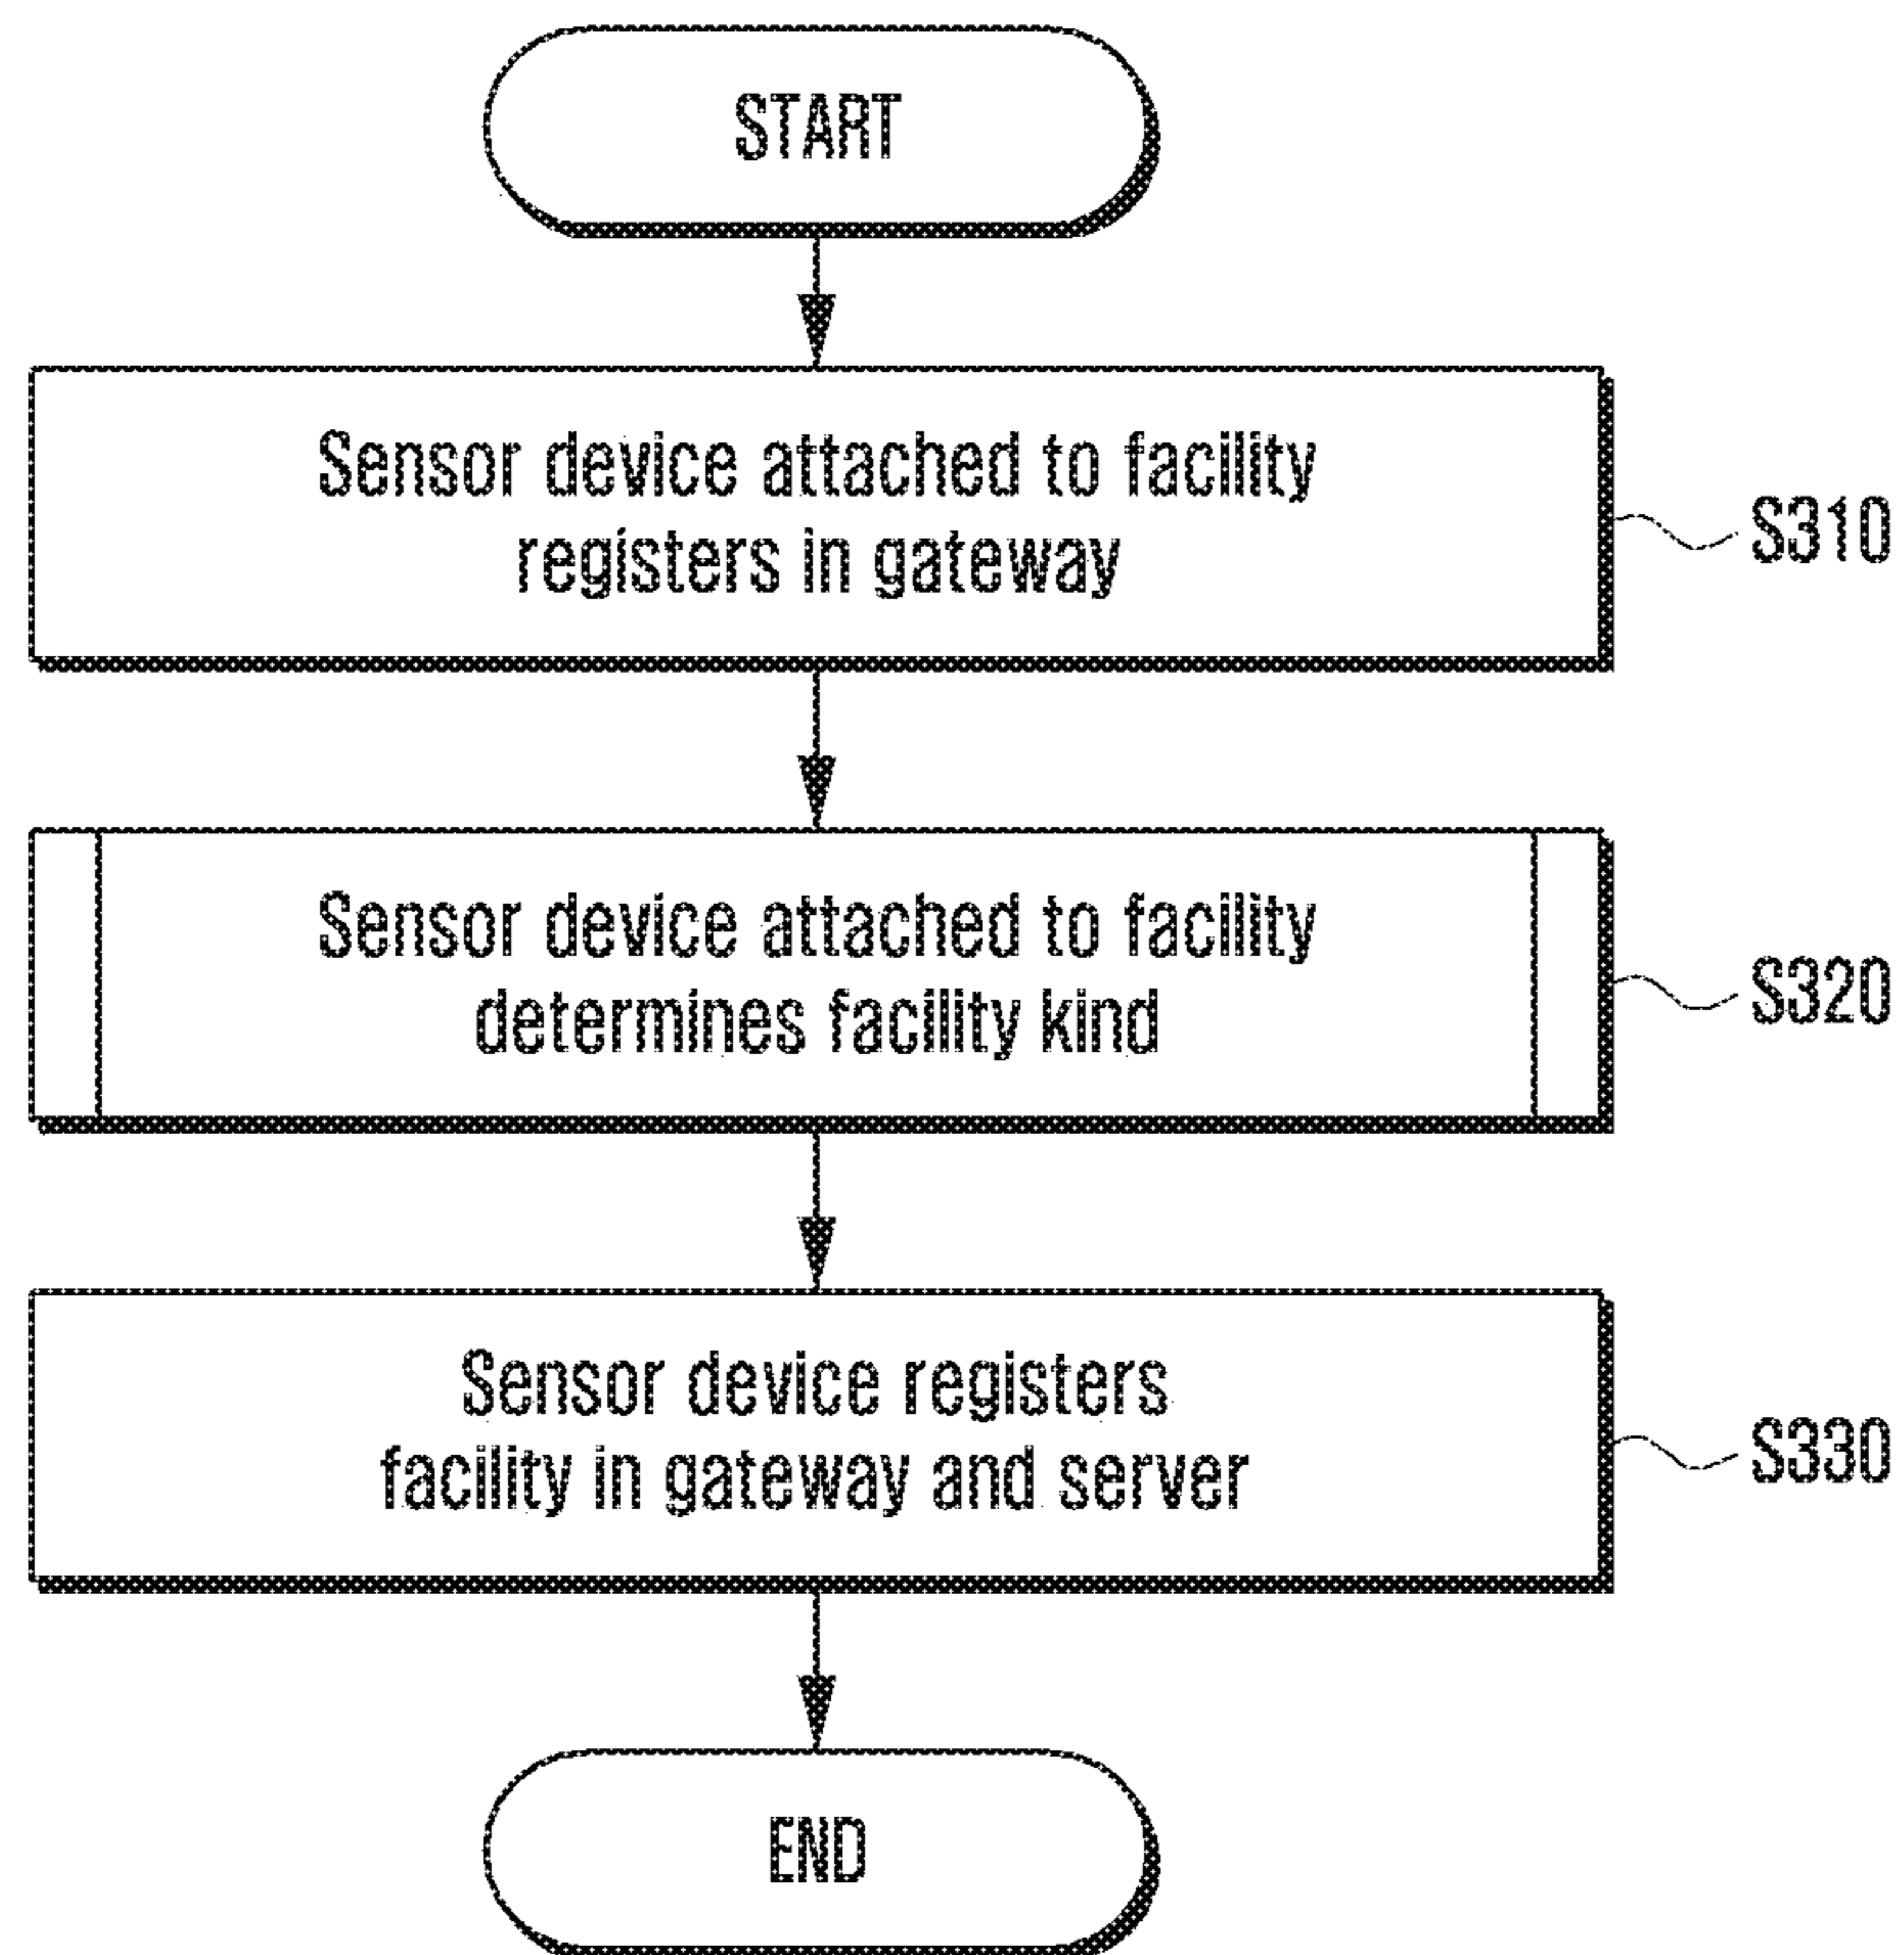 START
Sensor device attached to facility
registers in gateway
S310
Sensor device attached to facility
determines facility kind
S320
Sensor device registers
facility in gateway and server
S330
END